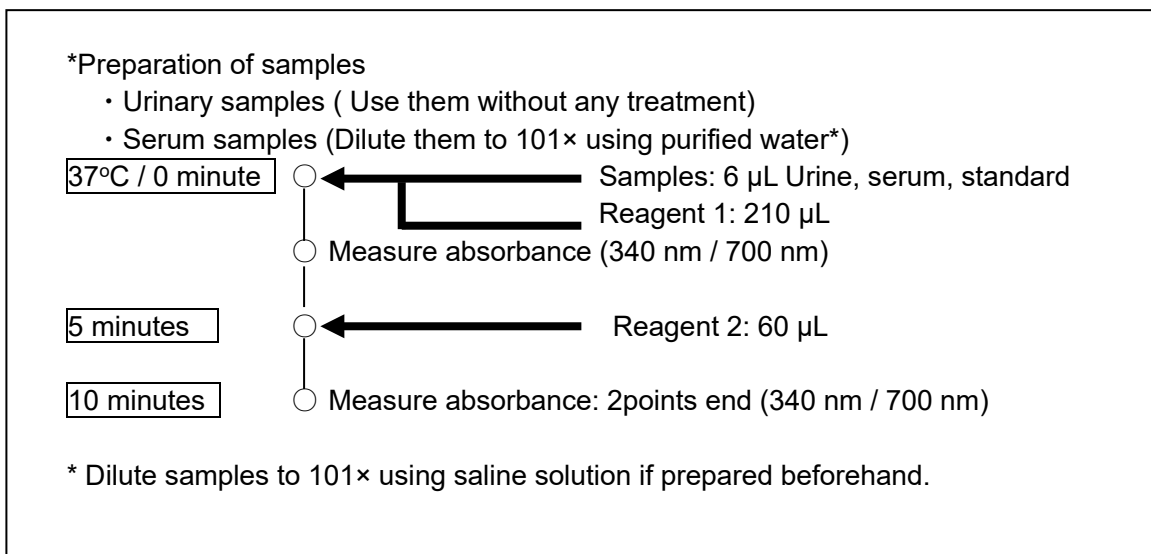 *Preparation of samples
・Urinary samples ( Use them without any treatment)
・Serum samples (Dilute them to 101× using purified water*)
37°C / 0 minute
Samples: 6 µL Urine, serum, standard
Reagent 1: 210 µL
Measure absorbance (340 nm / 700 nm)
5 minutes
Reagent 2: 60 µL
10 minutes
Measure absorbance: 2points end (340 nm / 700 nm)
* Dilute samples to 101× using saline solution if prepared beforehand.